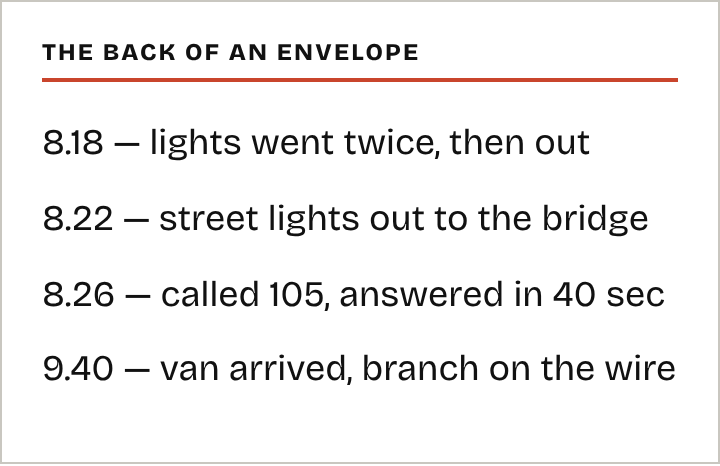 THE BACK OF AN ENVELOPE
8.18 — lights went twice, then out
8.22 — street lights out to the bridge
8.26 — called 105, answered in 40 sec
9.40 — van arrived, branch on the wire